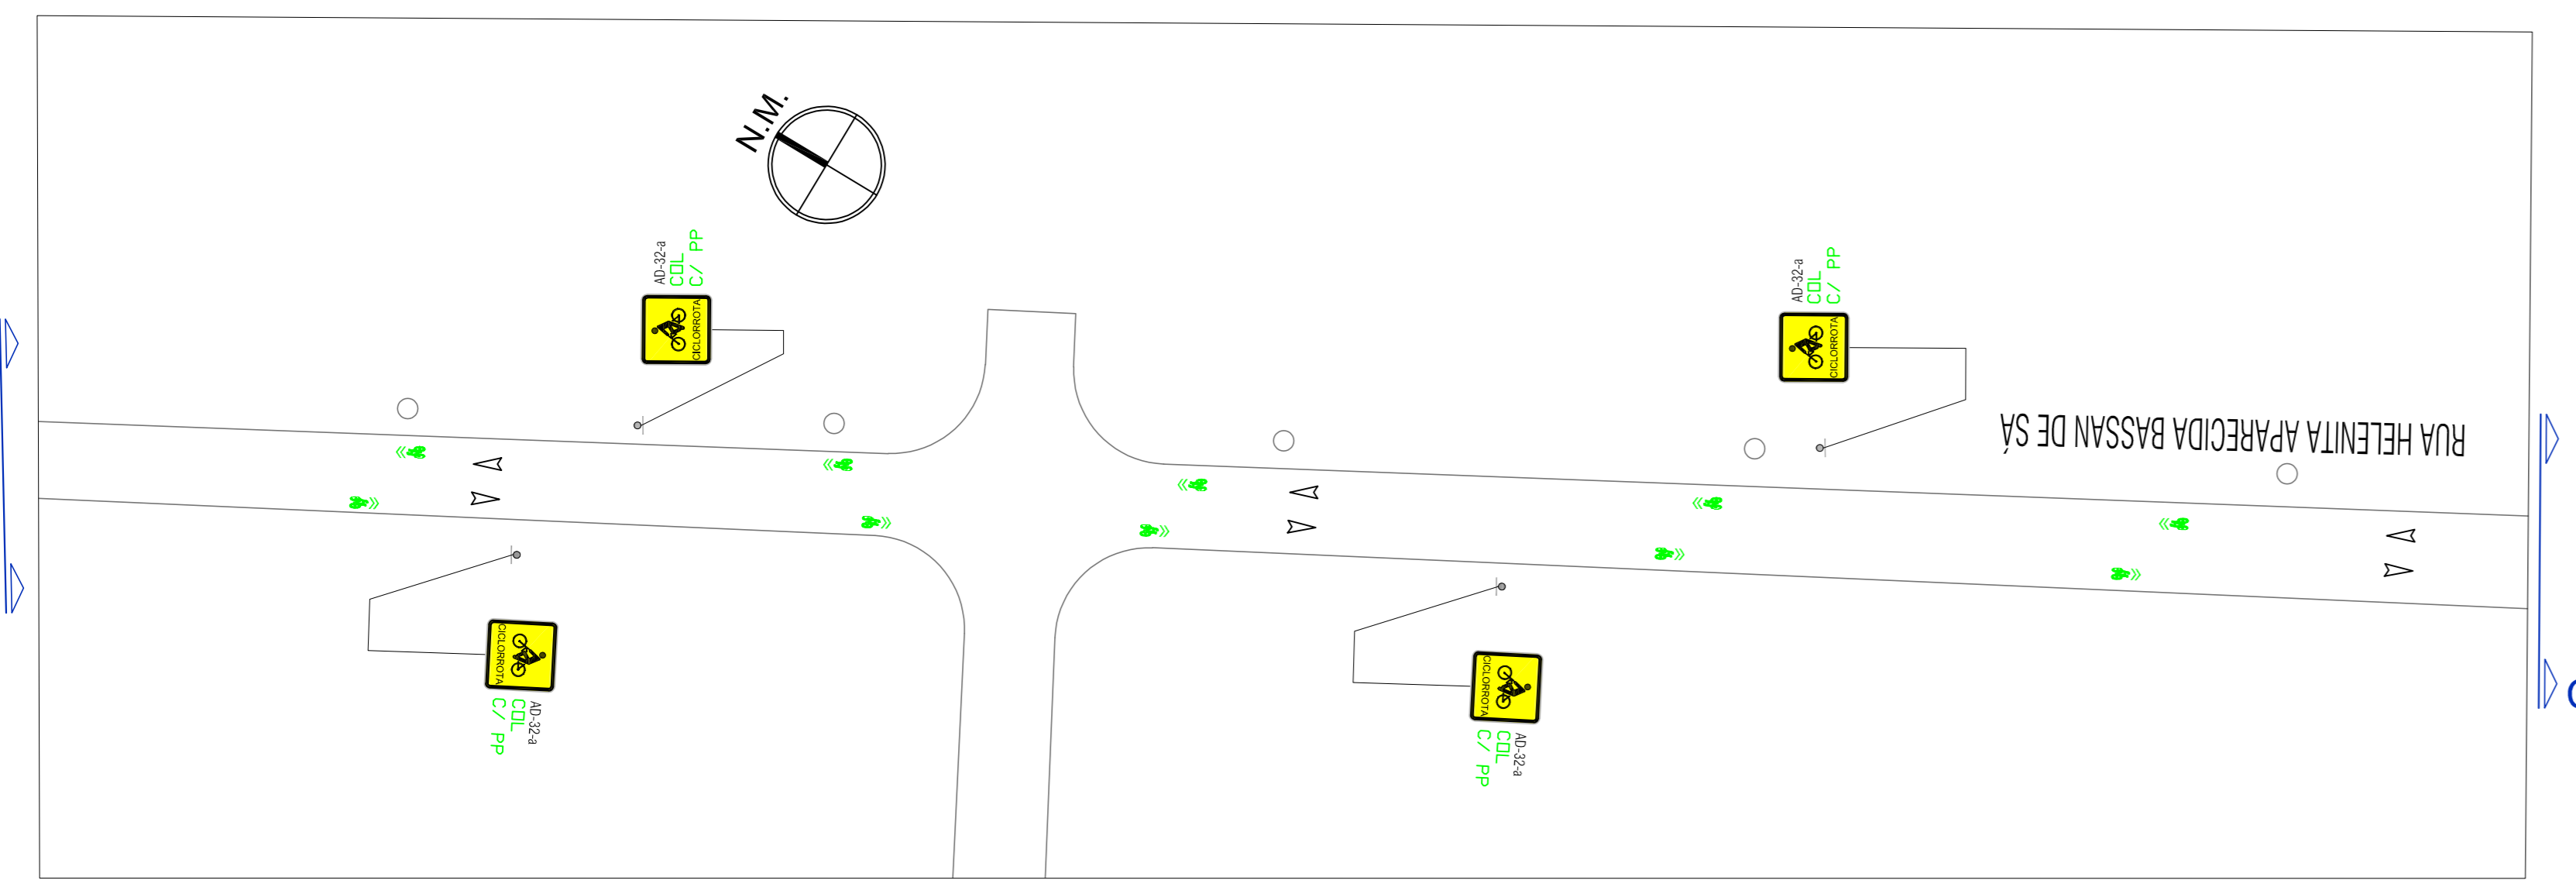 N.M.
AD-32-a
COL
C/ PP
CICLORROTA
AD-32-a
COL
C/ PP
CICLORROTA
RUA HELENITA APARECIDA BASSAN DE SÁ
CICLORROTA
AD-32-a
COL
C/ PP
CICLORROTA
AD-32-a
COL
C/ PP